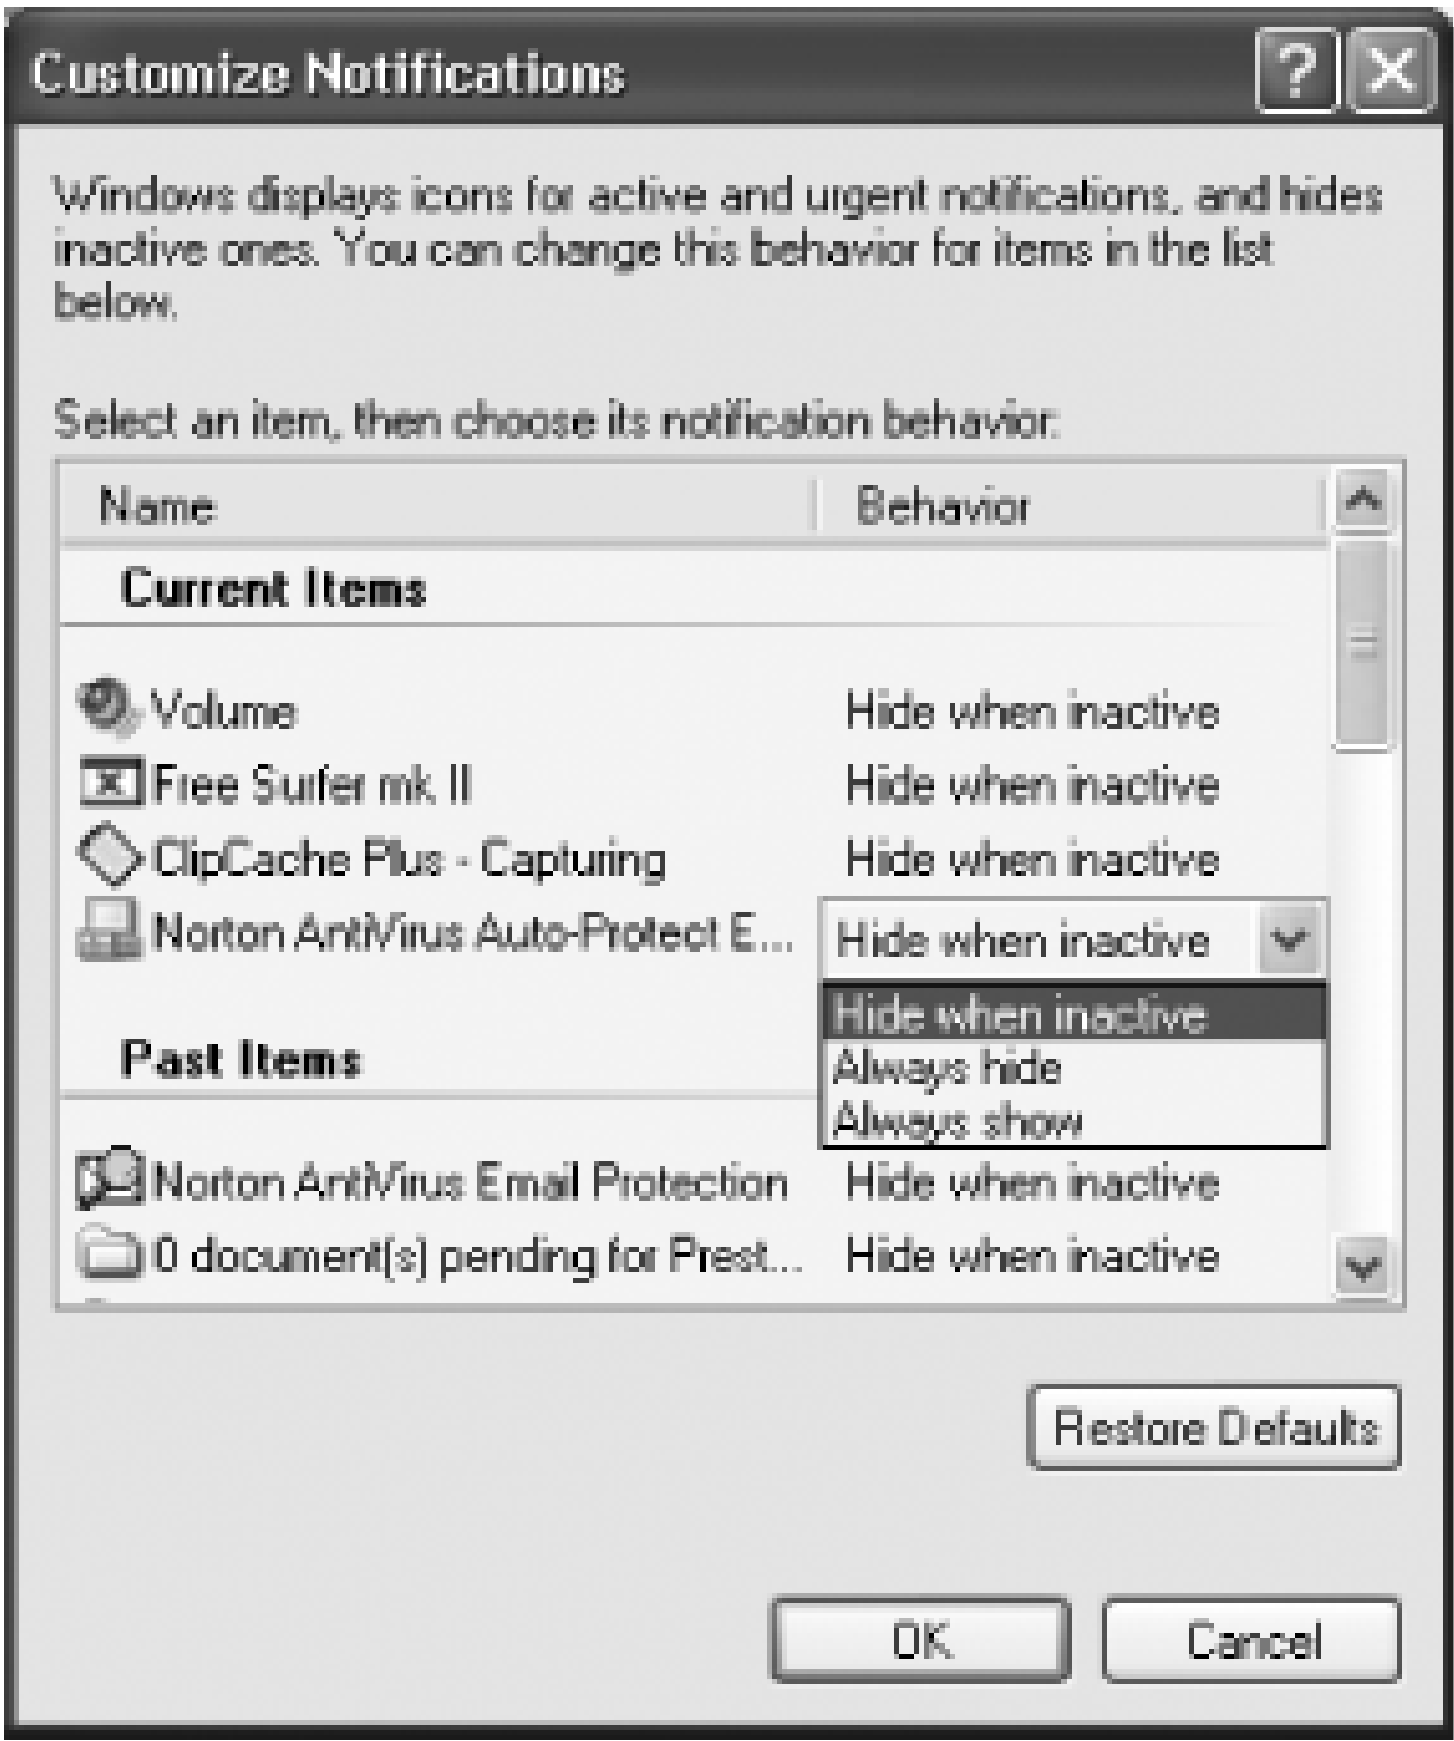 Customize Notifications
Windows displays icons for active and urgent notifications, and hides
inactive ones. You can change this behavior for items in the list
below.
Select an item, then choose its notification behavior:
Name Behavior
Current Items
Volume Hide when inactive
Free Surfer mk II Hide when inactive
ClipCache Plus - Capturing Hide when inactive
Norton AntiVirus Auto-Protect E... Hide when inactive
Hide when inactive
Always hide
Always show
Past Items
Norton AntiVirus Email Protection Hide when inactive
0 document(s) pending for Prest... Hide when inactive
Restore Defaults
OK Cancel